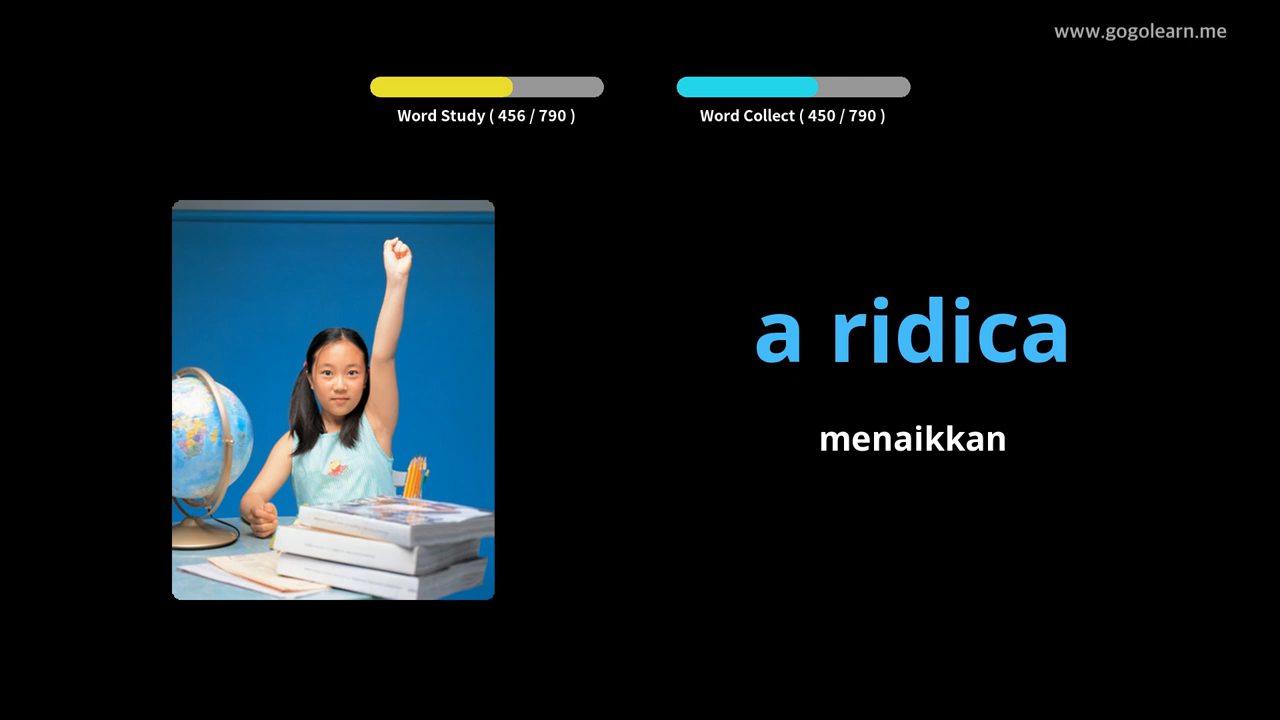 www.gogolearn.me
Word Study ( 456 / 790 )
Word Collect ( 450 / 790 )
a ridica
menaikkan